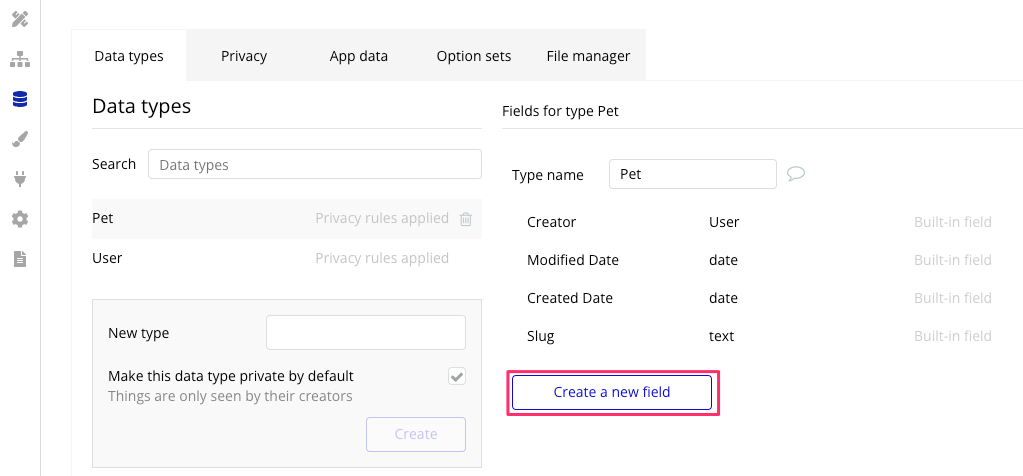 Data types
Privacy
App data
Option sets
File manager
Data types
Search
Data types
Pet
Privacy rules applied
User
Privacy rules applied
New type
Make this data type private by default
Things are only seen by their creators
Create
Fields for type Pet
Type name
Pet
Creator
User
Built-in field
Modified Date
date
Built-in field
Created Date
date
Built-in field
Slug
text
Built-in field
Create a new field